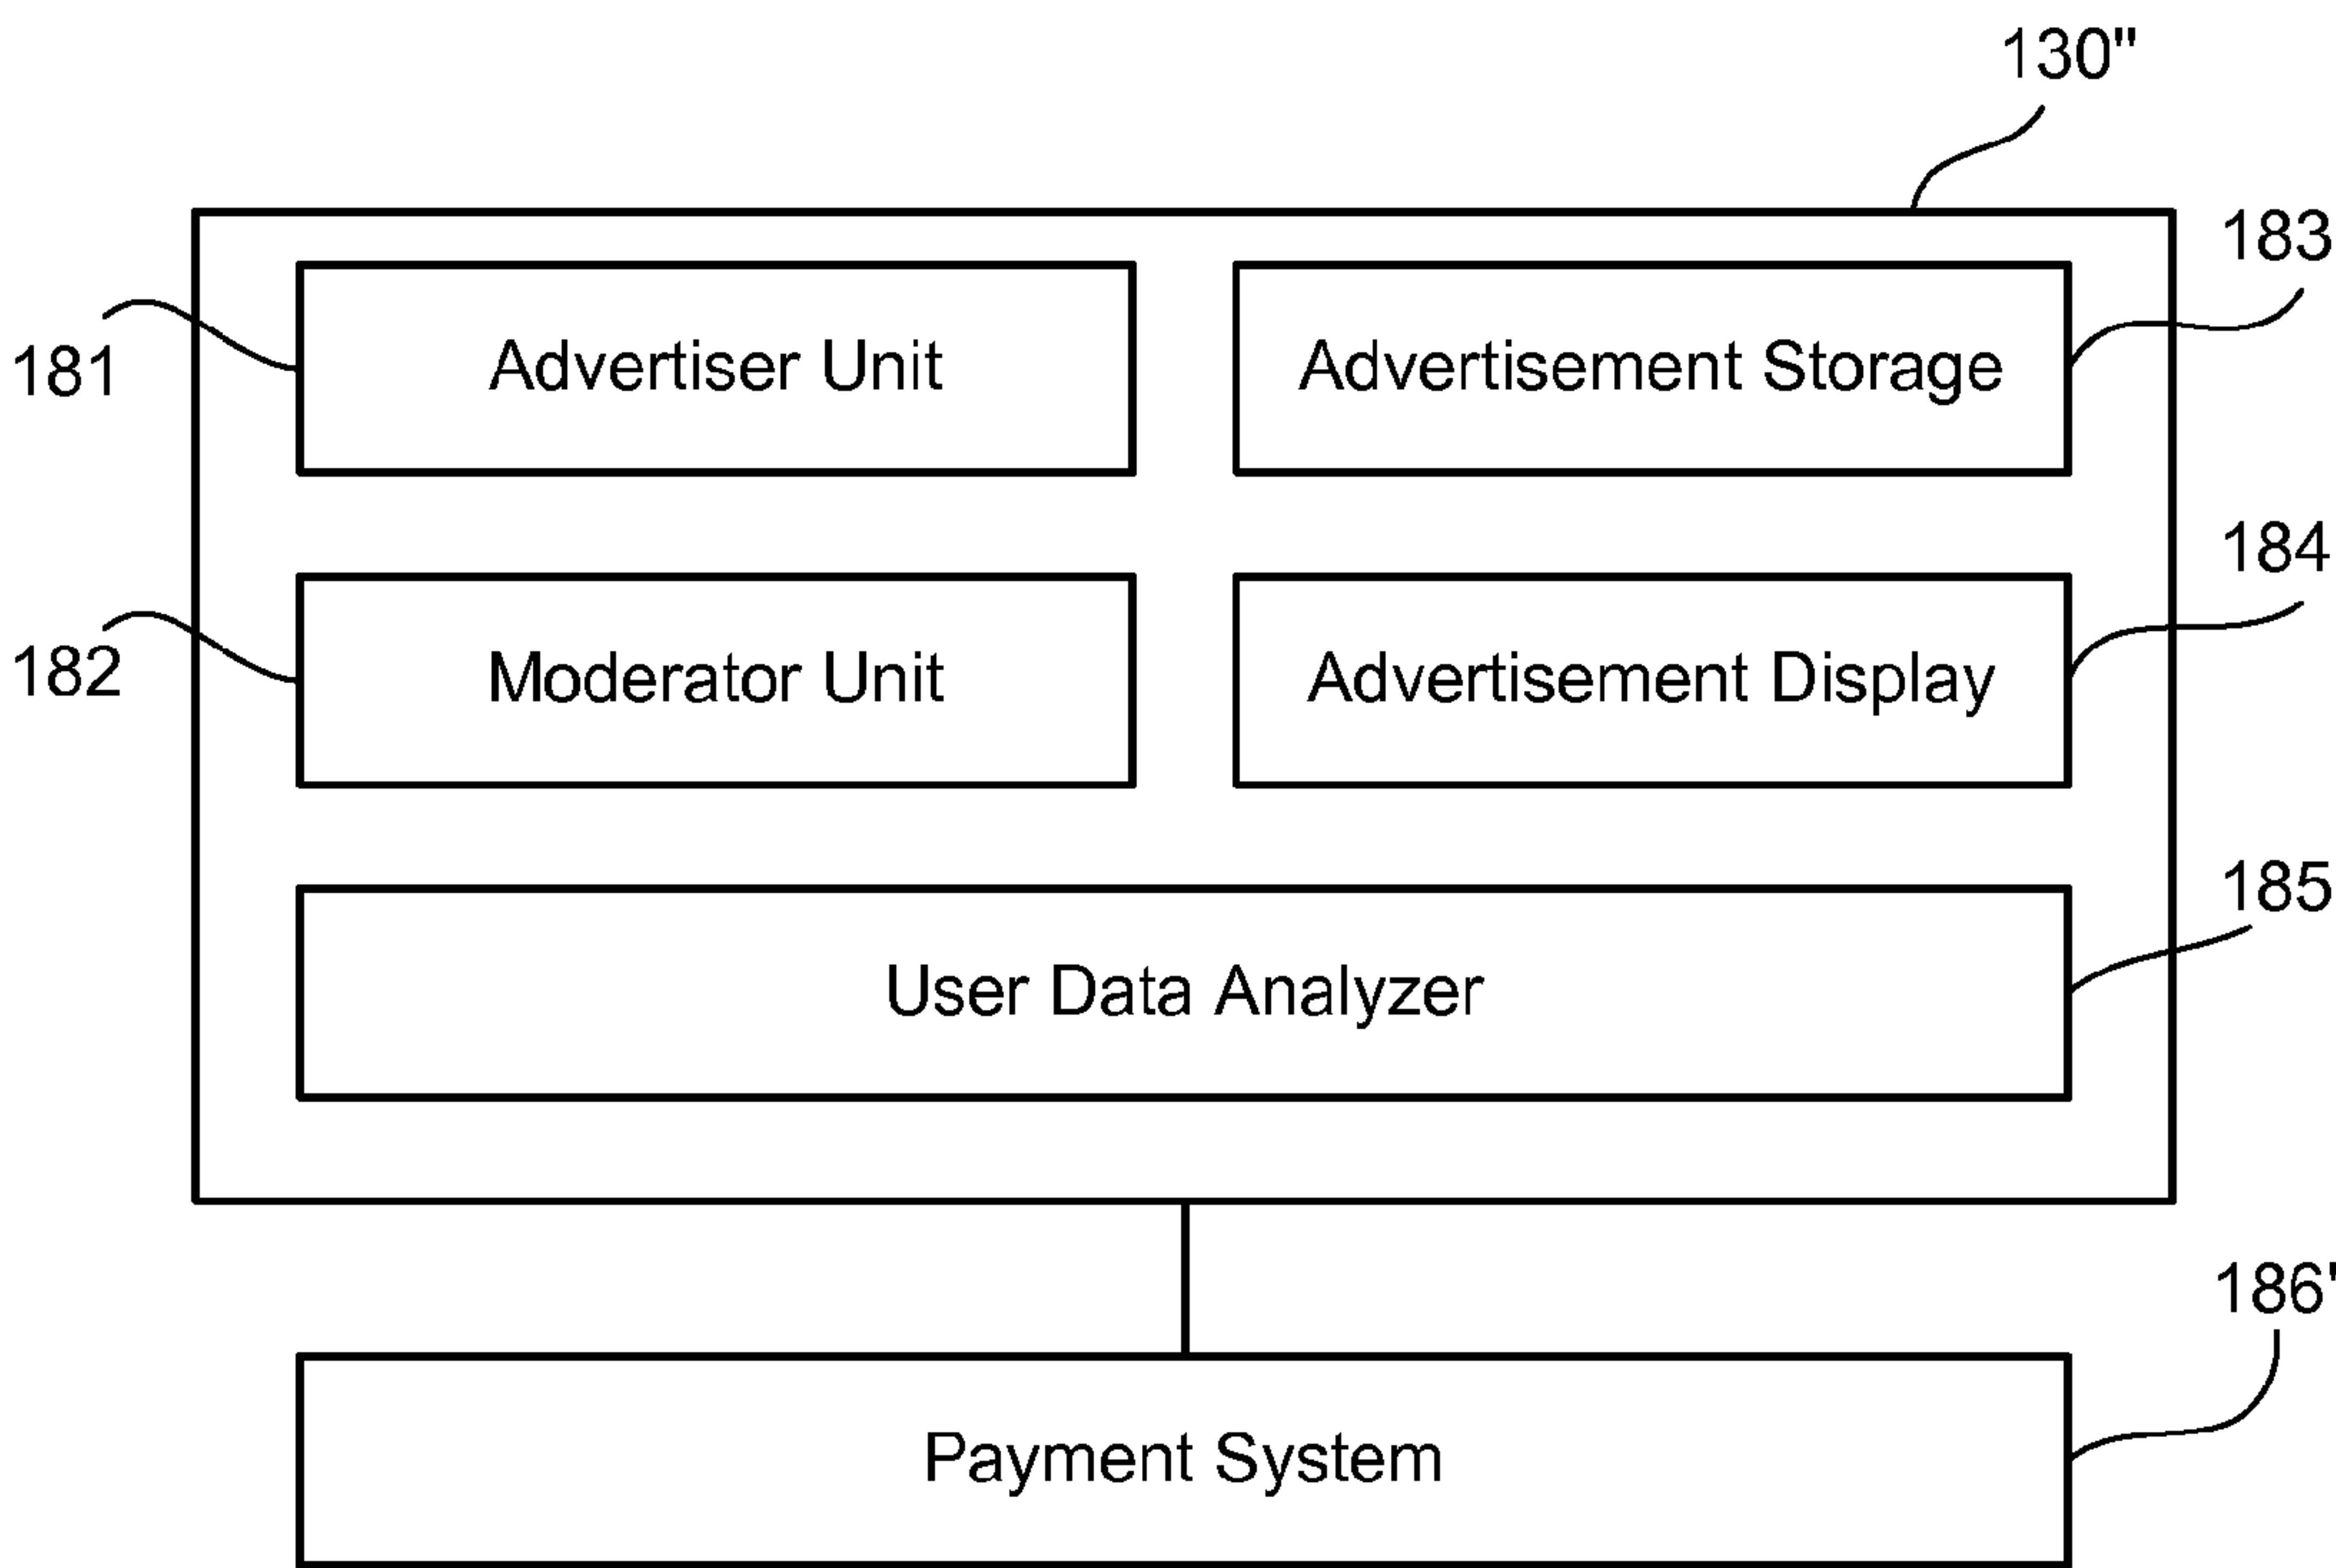 130"
183
181
Advertiser Unit
Advertisement Storage
184
182
Moderator Unit
Advertisement Display
185
User Data Analyzer
186'
Payment System